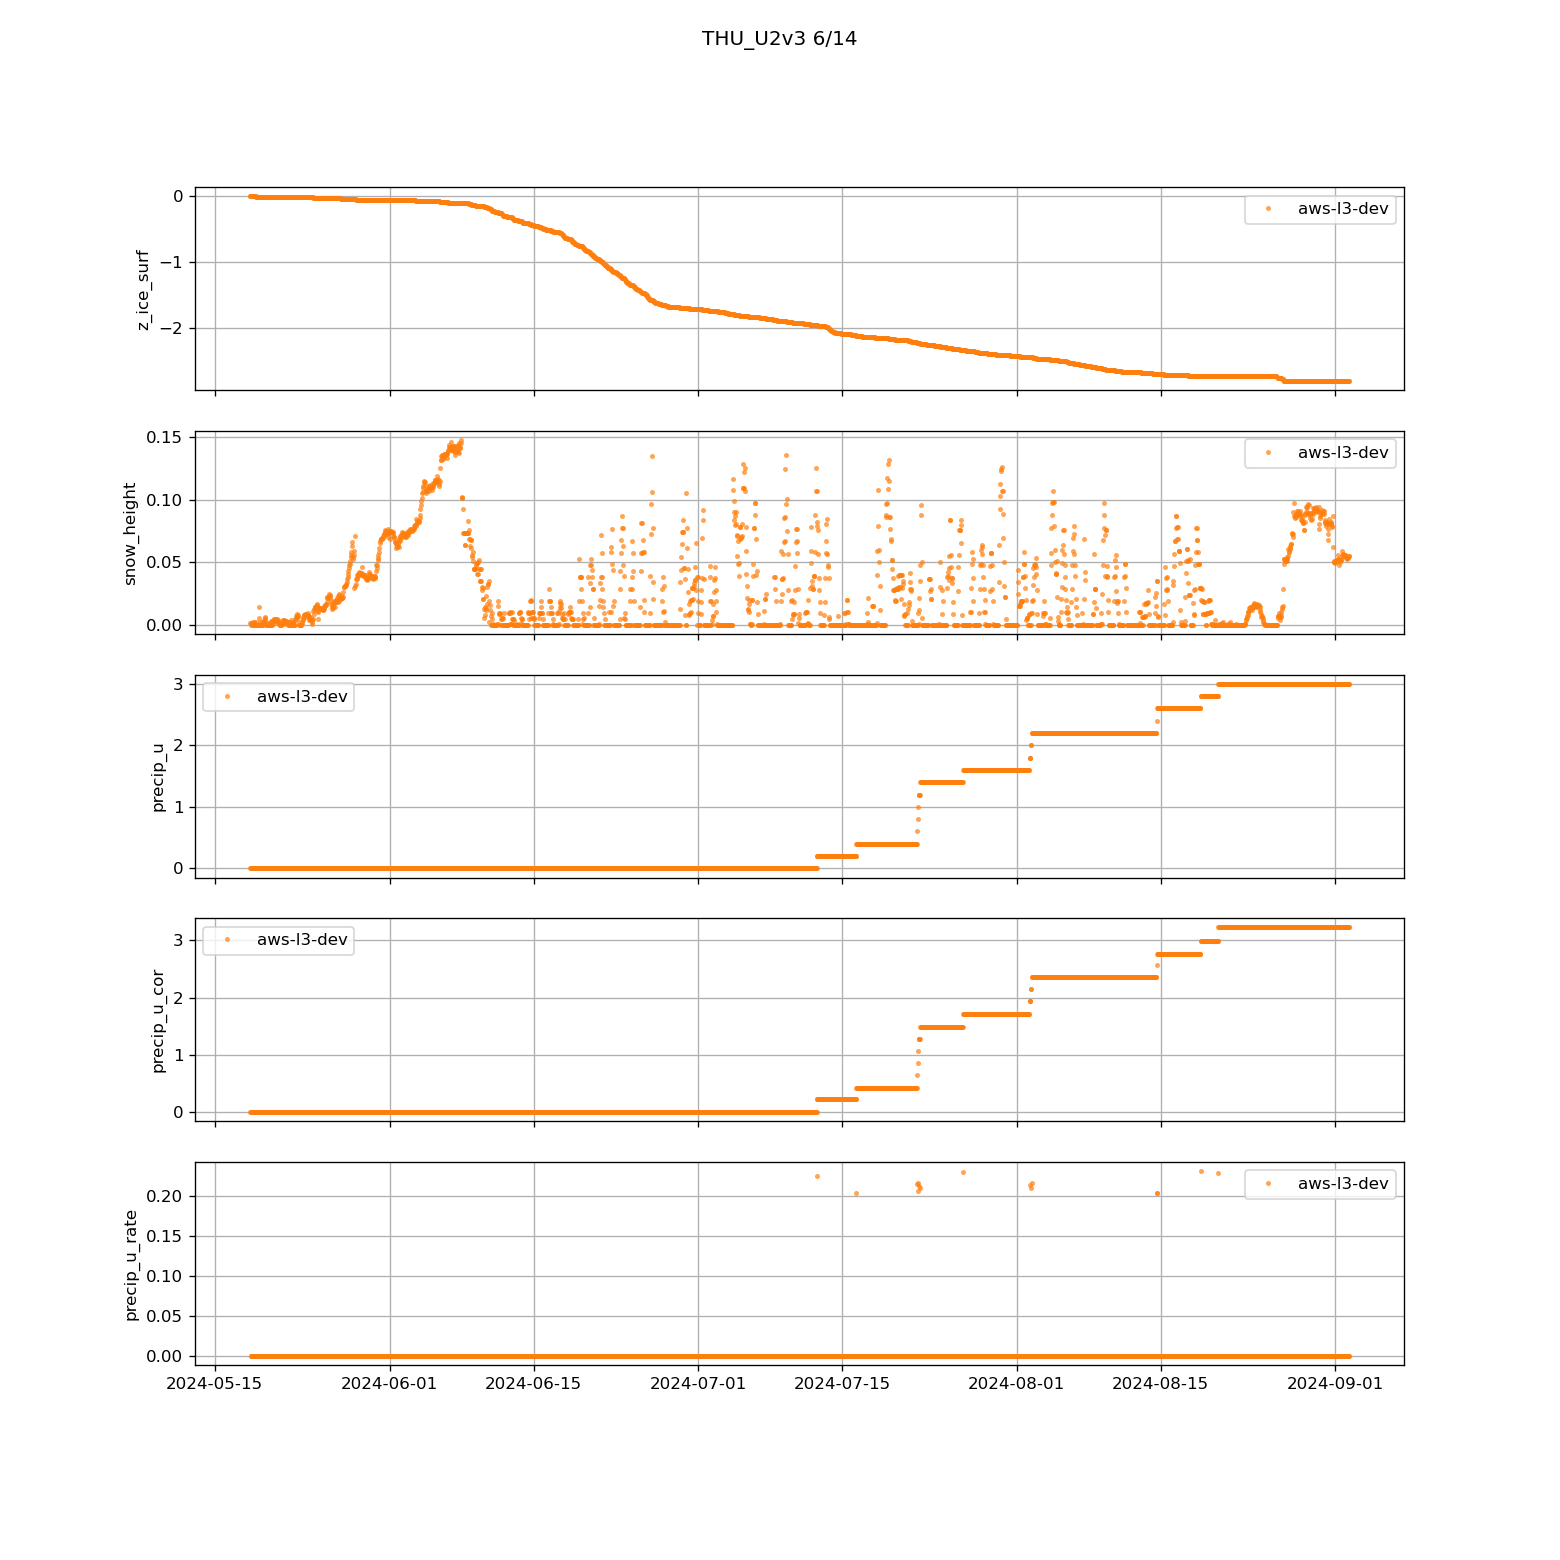 THU_U2v3 6/14
0
−1
−2
z_ice_surf
aws-l3-dev
0.15
0.10
0.05
0.00
snow_height
aws-l3-dev
3
2
1
0
precip_u
aws-l3-dev
3
2
1
0
precip_u_cor
aws-l3-dev
0.20
0.15
0.10
0.05
0.00
precip_u_rate
aws-l3-dev
2024-05-15 2024-06-01 2024-06-15 2024-07-01 2024-07-15 2024-08-01 2024-08-15 2024-09-01